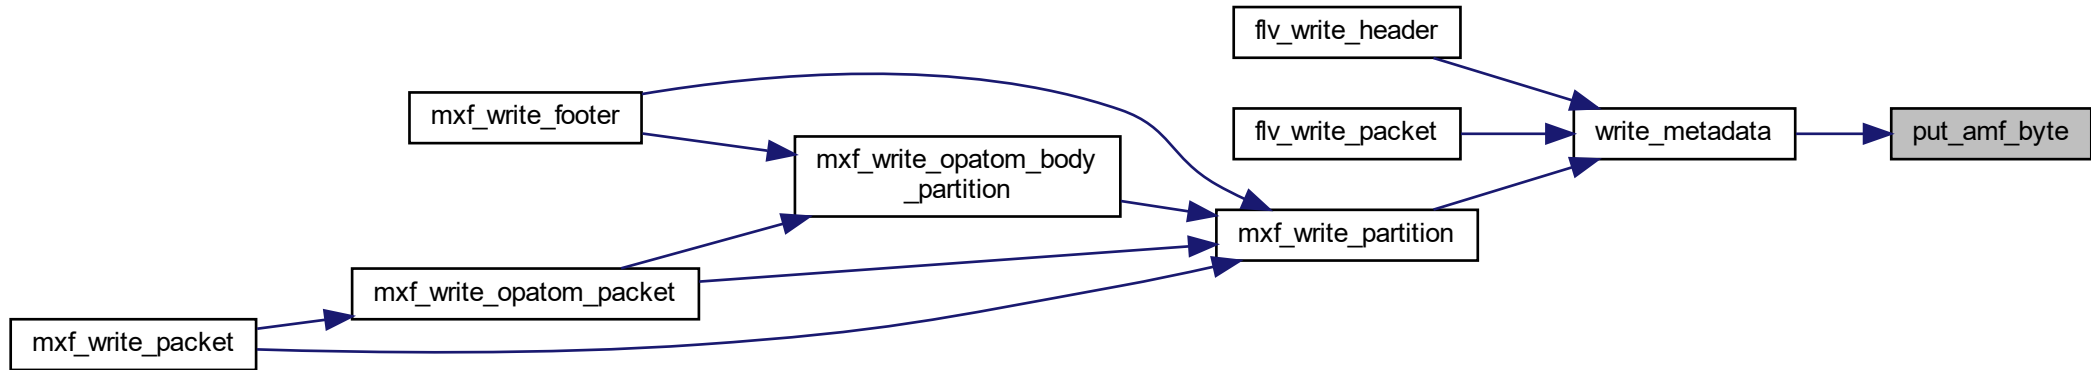 flv_write_header
mxf_write_footer
flv_write_packet
write_metadata
put_amf_byte
mxf_write_opatom_body
_partition
mxf_write_partition
mxf_write_opatom_packet
mxf_write_packet